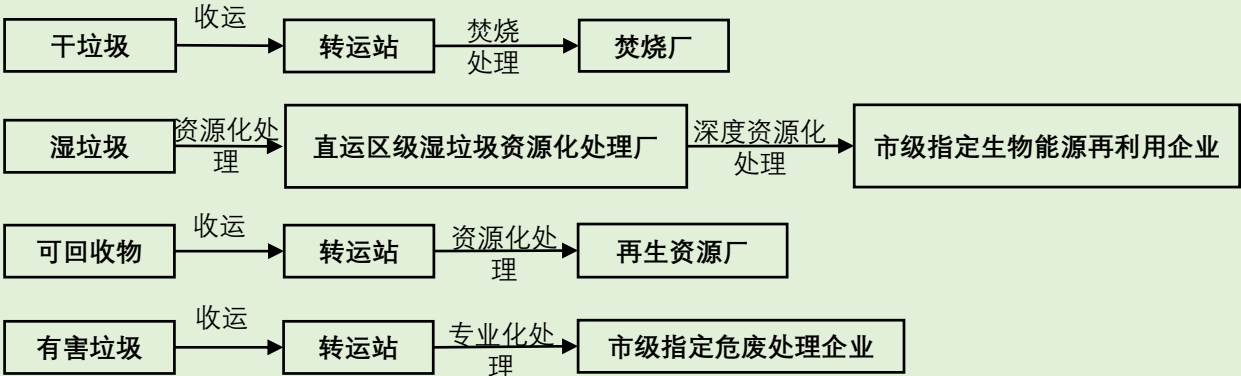 收运
干垃圾
转运站
焚烧
处理
焚烧厂
湿垃圾
资源化处
理
直运区级湿垃圾资源化处理厂
深度资源化
处理
市级指定生物能源再利用企业
可回收物
收运
转运站
资源化处
理
再生资源厂
有害垃圾
收运
转运站
专业化处
理
市级指定危废处理企业